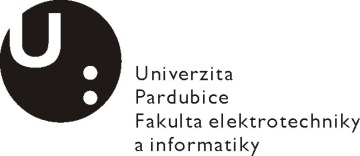 U:
Univerzita
Pardubice
Fakulta elektrotechniky
a informatiky